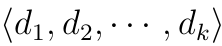 ⟨d₁, d₂, ⋯ , dₖ⟩